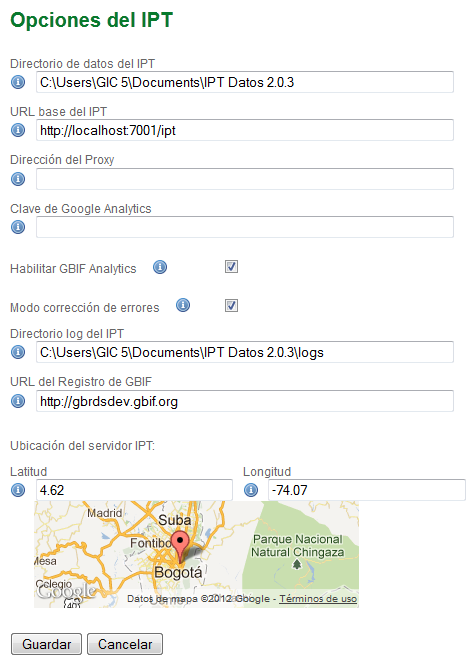 Opciones del IPT
Directorio de datos del IPT
C:\Users\GIC 5\Documents\IPT Datos 2.0.3
URL base del IPT
http://localhost:7001/ipt
Dirección del Proxy
Clave de Google Analytics
Habilitar GBIF Analytics
Modo corrección de errores
Directorio log del IPT
C:\Users\GIC 5\Documents\IPT Datos 2.0.3\logs
URL del Registro de GBIF
http://gbrdsdev.gbif.org
Ubicación del servidor IPT:
Latitud Longitud
4.62 -74.07
Madrid
Suba
Fontibo
Parque Nacional
Natural Chingaza
Bogotá
Mesa
Colegio
Google
Datos de mapa ©2012 Google - Términos de uso
Guardar Cancelar